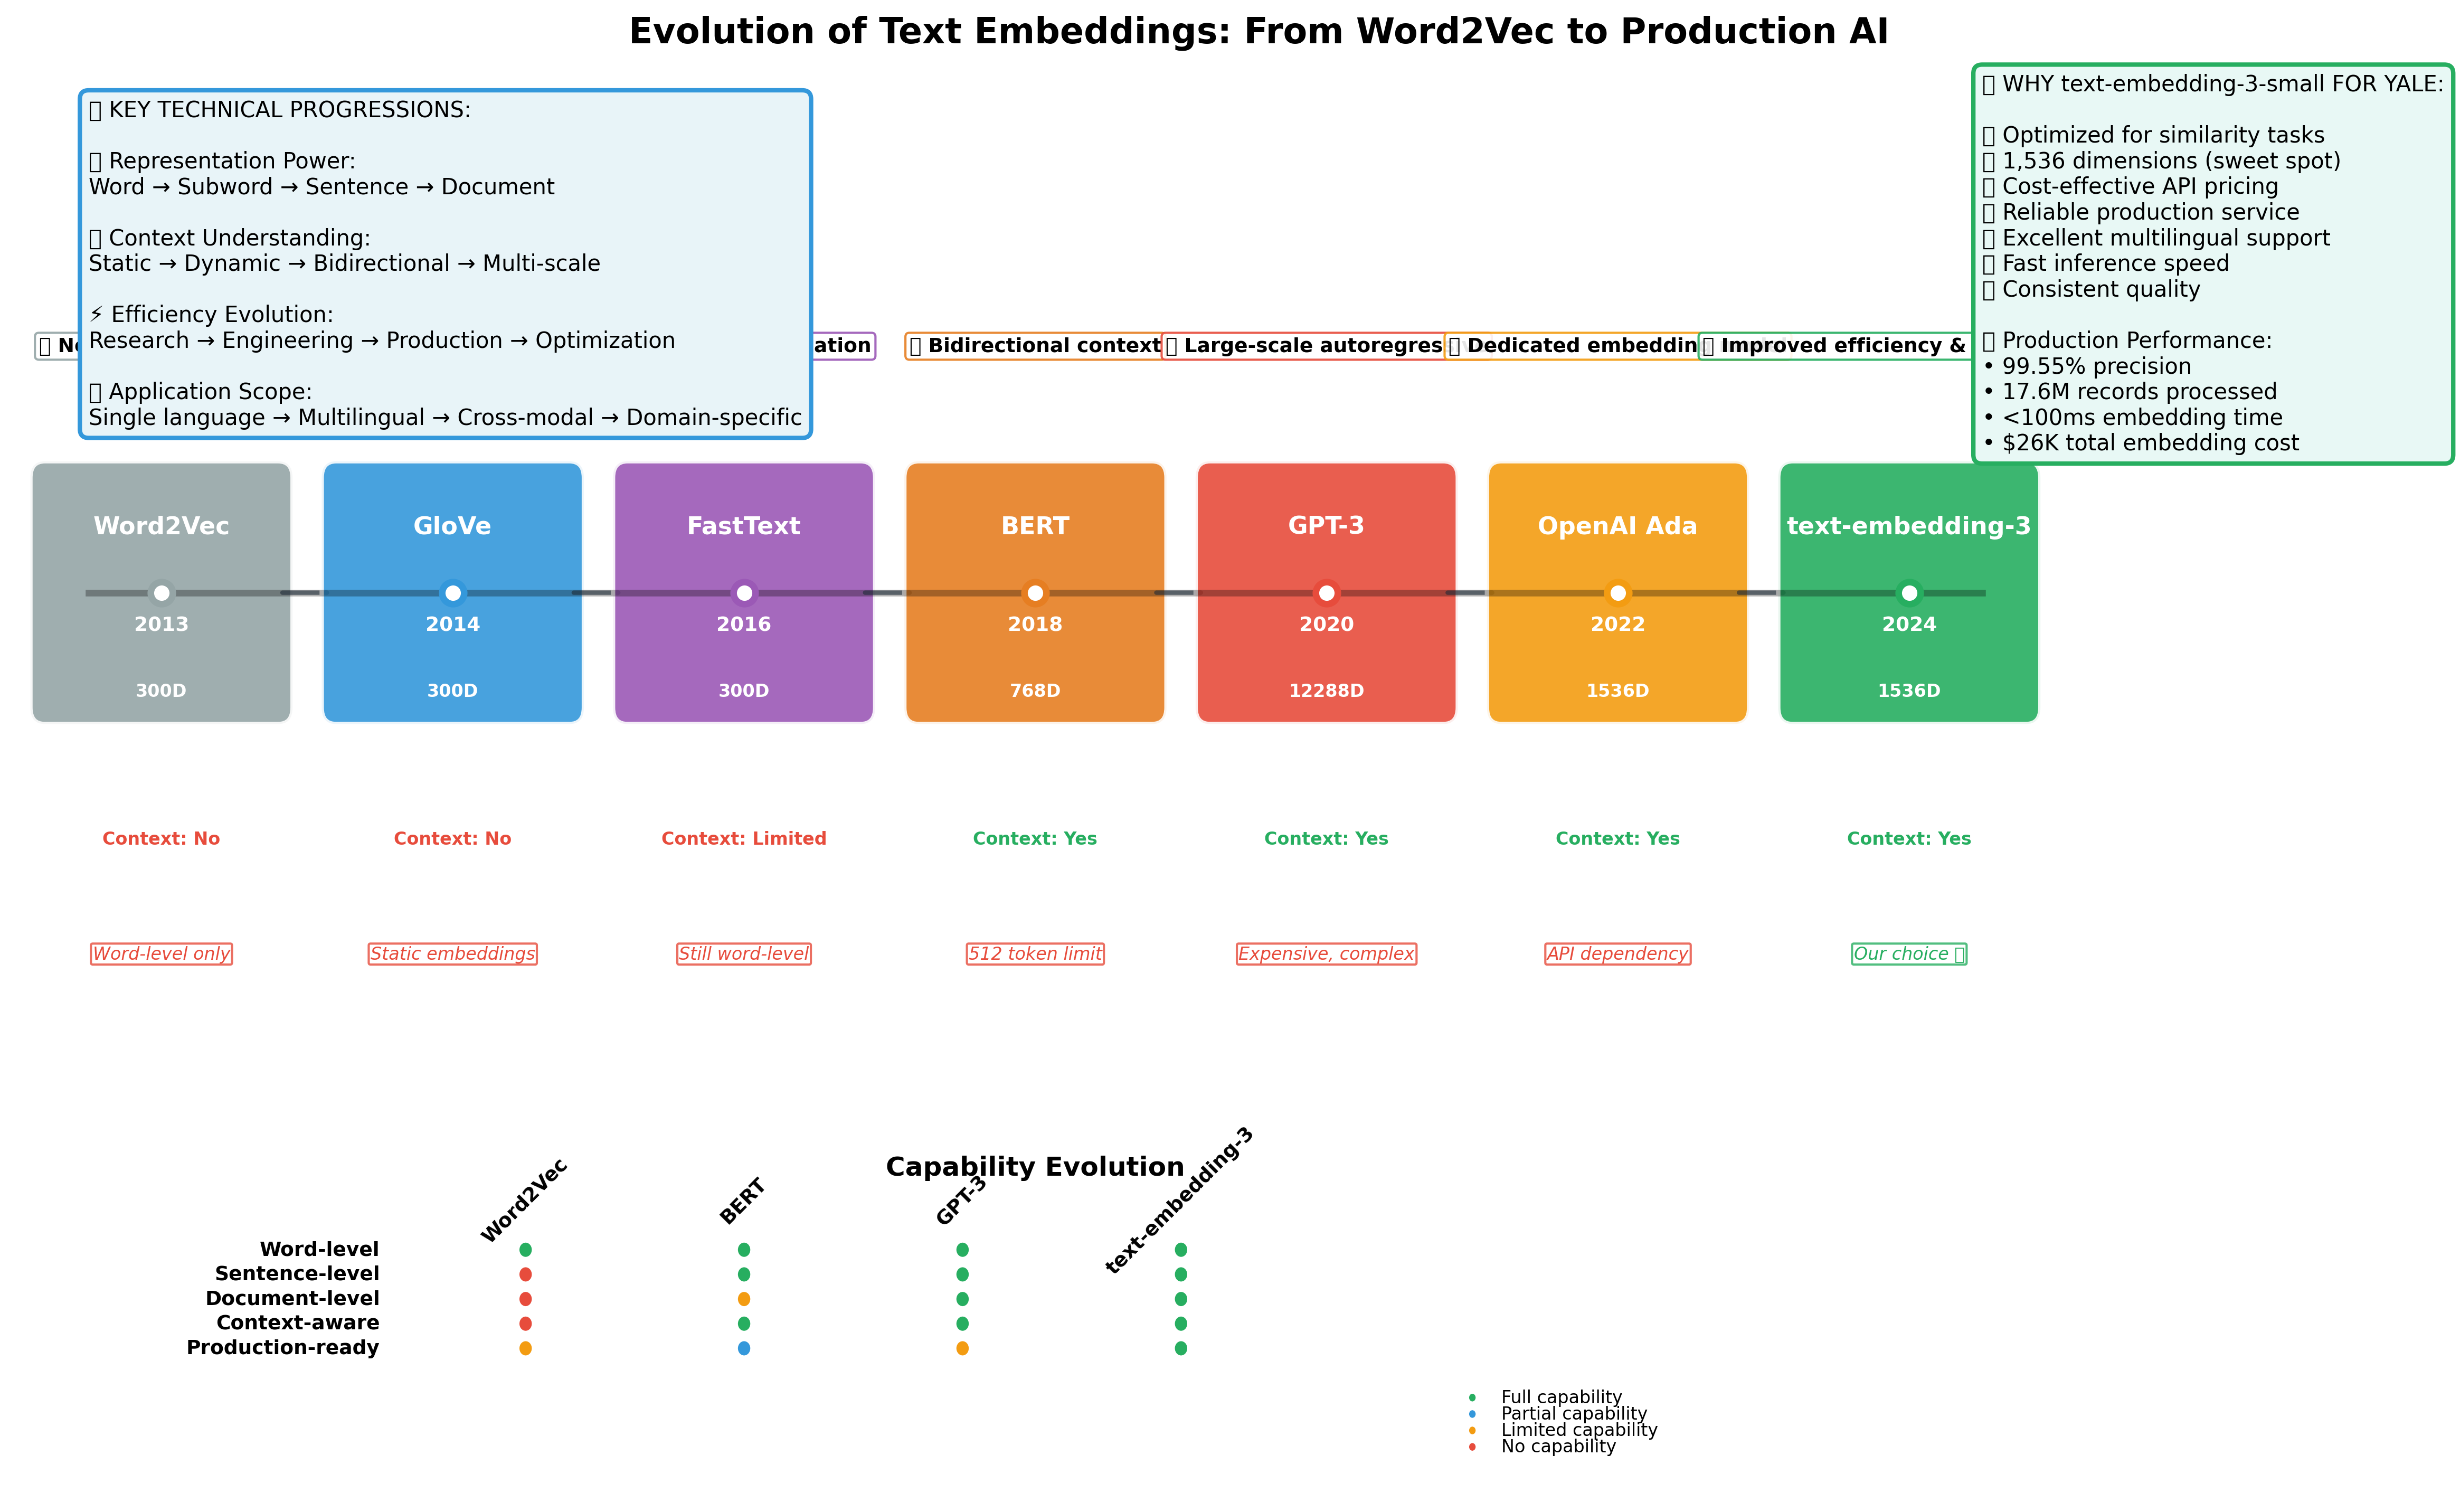 Evolution of Text Embeddings: From Word2Vec to Production AI
KEY TECHNICAL PROGRESSIONS:
Representation Power:
Word → Subword → Sentence → Document
Context Understanding:
Static → Dynamic → Bidirectional → Multi-scale
⚡ Efficiency Evolution:
Research → Engineering → Production → Optimization
Application Scope:
Single language → Multilingual → Cross-modal → Domain-specific
WHY text-embedding-3-small FOR YALE:
Optimized for similarity tasks
1,536 dimensions (sweet spot)
Cost-effective API pricing
Reliable production service
Excellent multilingual support
Fast inference speed
Consistent quality
Production Performance:
• 99.55% precision
• 17.6M records processed
• <100ms embedding time
• $26K total embedding cost
Bidirectional context
Large-scale
Dedicated
Improved efficiency &
Word2Vec
GloVe
FastText
BERT
GPT-3
OpenAI Ada
text-embedding-3
2013
2014
2016
2018
2020
2022
2024
300D
300D
300D
768D
12288D
1536D
1536D
Context: No
Context: No
Context: Limited
Context: Yes
Context: Yes
Context: Yes
Context: Yes
Word-level only
Static embeddings
Still word-level
512 token limit
Expensive, complex
API dependency
Our choice
Capability Evolution
Word2Vec
BERT
GPT-3
text-embedding-3
Word-level
Sentence-level
Document-level
Context-aware
Production-ready
Full capability
Partial capability
Limited capability
No capability